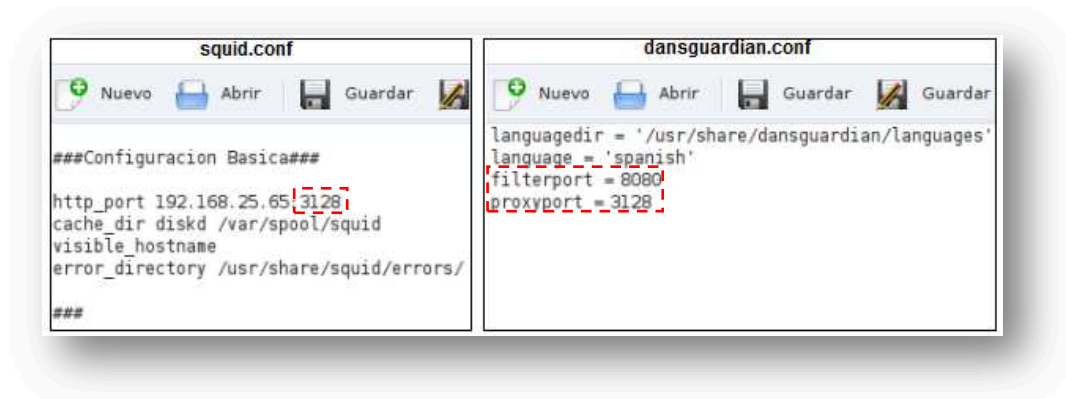 squid.conf
Nuevo Abrir Guardar
###Configuracion Basica###
http_port 192.168.25.65:3128
cache_dir diskd /var/spool/squid
visible_hostname
error_directory /usr/share/squid/errors/
###
dansguardian.conf
Nuevo Abrir Guardar Guardar
languagedir = '/usr/share/dansguardian/languages'
language = 'spanish'
filterport = 8080
proxyport = 3128